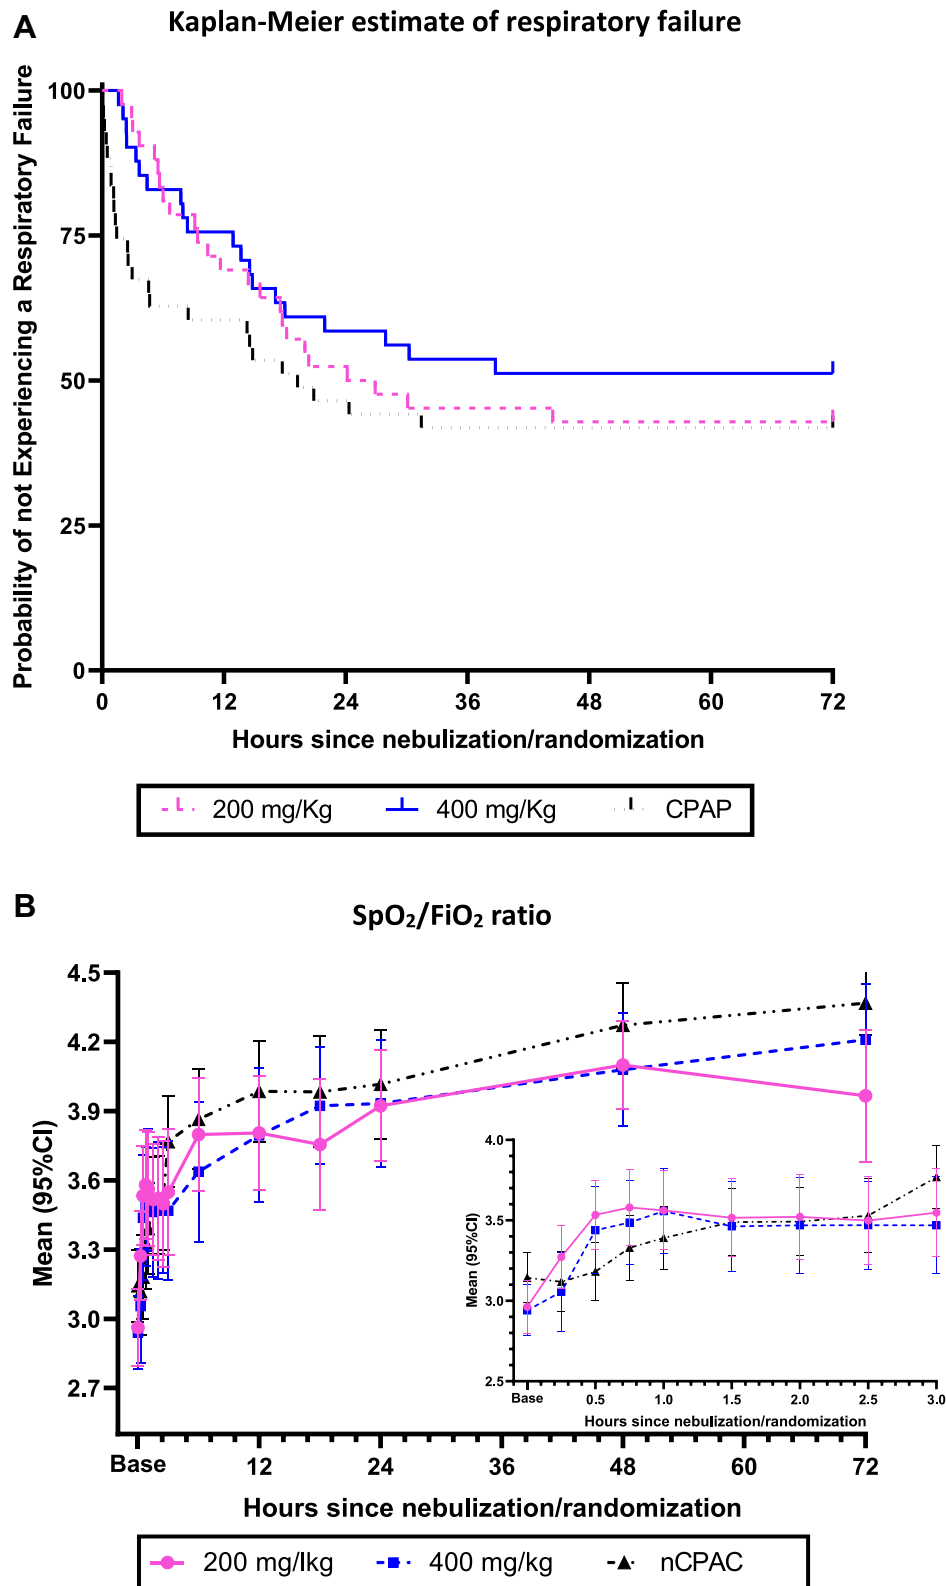 A
Kaplan-Meier estimate of respiratory failure
Probability of not Experiencing a Respiratory Failure
100
75
50
25
0
0 12 24 36 48 60 72
Hours since nebulization/randomization
200 mg/Kg 400 mg/Kg CPAP
B
SpO₂/FiO₂ ratio
Mean (95%CI)
4.5
4.2
3.9
3.6
3.3
3.0
2.7
Base 12 24 36 48 60 72
Hours since nebulization/randomization
Mean (95%CI)
4.0
3.5
3.0
2.5
Base 0.5 1.0 1.5 2.0 2.5 3.0
Hours since nebulization/randomization
200 mg/lkg 400 mg/kg nCPAC